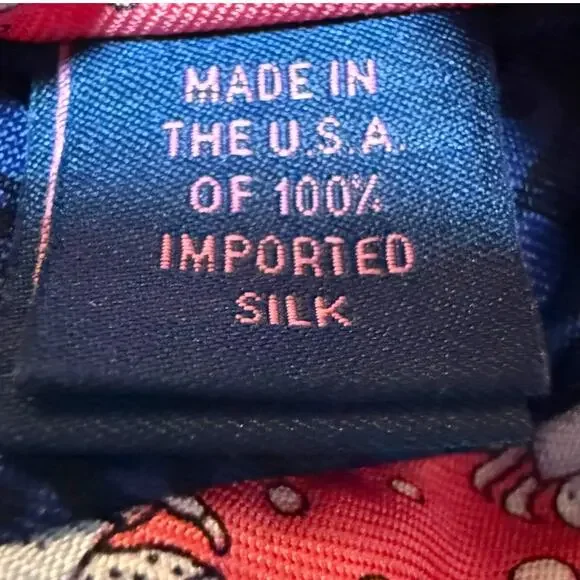 MADE IN
THE U.S.A.
OF 100%
IMPORTED
SILK